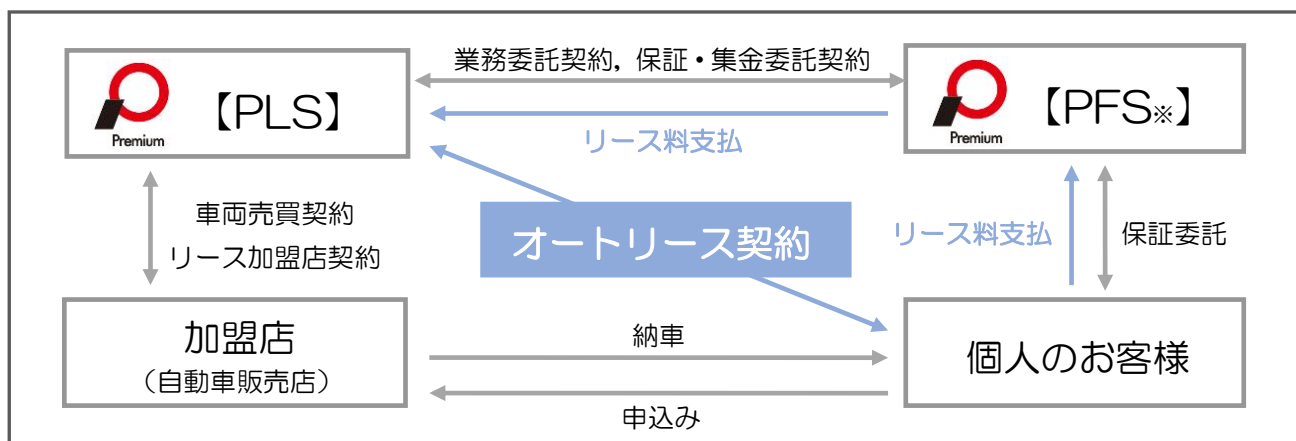 業務委託契約, 保証・集金委託契約
【PLS】
Premium
【PFS※】
Premium
リース料支払
車両売買契約
リース加盟店契約
オートリース契約
リース料支払
保証委託
加盟店
(自動車販売店)
納車
個人のお客様
申込み